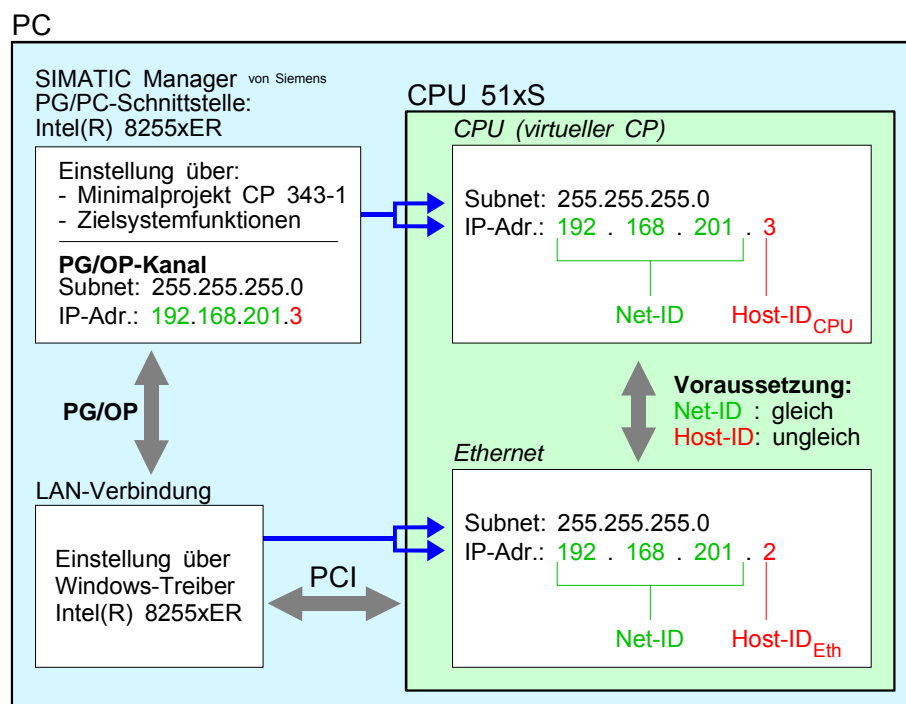 PC
SIMATIC Manager von Siemens
PG/PC-Schnittstelle:
Intel(R) 8255xER
Einstellung über:
- Minimalprojekt CP 343-1
- Zielsystemfunktionen
PG/OP-Kanal
Subnet: 255.255.255.0
IP-Adr.: 192.168.201.3
PG/OP
LAN-Verbindung
Einstellung über
Windows-Treiber
Intel(R) 8255xER
PCI
CPU 51xS
CPU (virtueller CP)
Subnet: 255.255.255.0
IP-Adr.: 192 . 168 . 201 . 3
Net-ID Host-ID CPU
Voraussetzung:
Net-ID : gleich
Host-ID: ungleich
Ethernet
Subnet: 255.255.255.0
IP-Adr.: 192 . 168 . 201 . 2
Net-ID Host-ID Eth